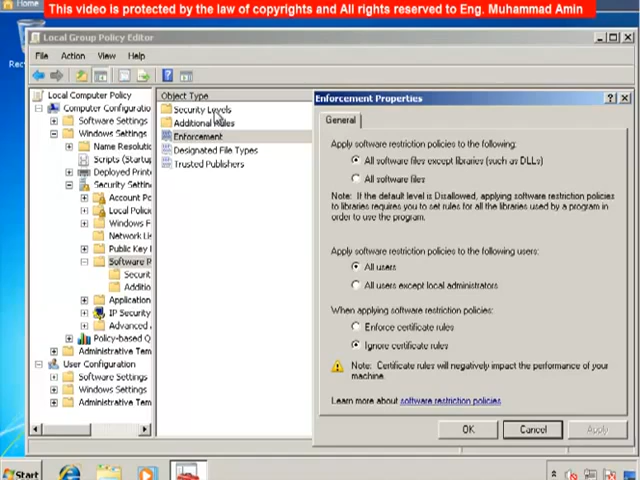 Home
This video is protected by the law of copyrights and All rights reserved to Eng. Muhammad Amin
Local Group Policy Editor
File Action View Help
Local Computer Policy
Computer Configuratio
Software Settings
Windows Settings
Name Resolutio
Scripts (Startu
Deployed Printe
Security Settin
Account Po
Local Polici
Windows F
Network Li
Public Key
Software P
Securit
Additio
Application
IP Security
Advanced
Policy-based Q
Administrative Tem
User Configuration
Software Settings
Windows Settings
Administrative Tem
Object Type
Security Levels
Additional Rules
Enforcement
Designated File Types
Trusted Publishers
Enforcement Properties
General
Apply software restriction policies to the following:
All software files except libraries (such as DLLs)
All software files
Note: If the default level is Disallowed, applying software restriction policies
to libraries requires you to set rules for all the libraries used by a program in
order to use the program.
Apply software restriction policies to the following users:
All users
All users except local administrators
When applying software restriction policies:
Enforce certificate rules
Ignore certificate rules
Note: Certificate rules will negatively impact the performance of your
machine.
Learn more about software restriction policies
OK Cancel Apply
Start